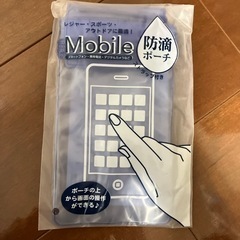 レジャー・スポーツ・
アウトドアに最適！
Mobile
防滴
ポーチ
ポーチの上
から画面の操作
ができる♪